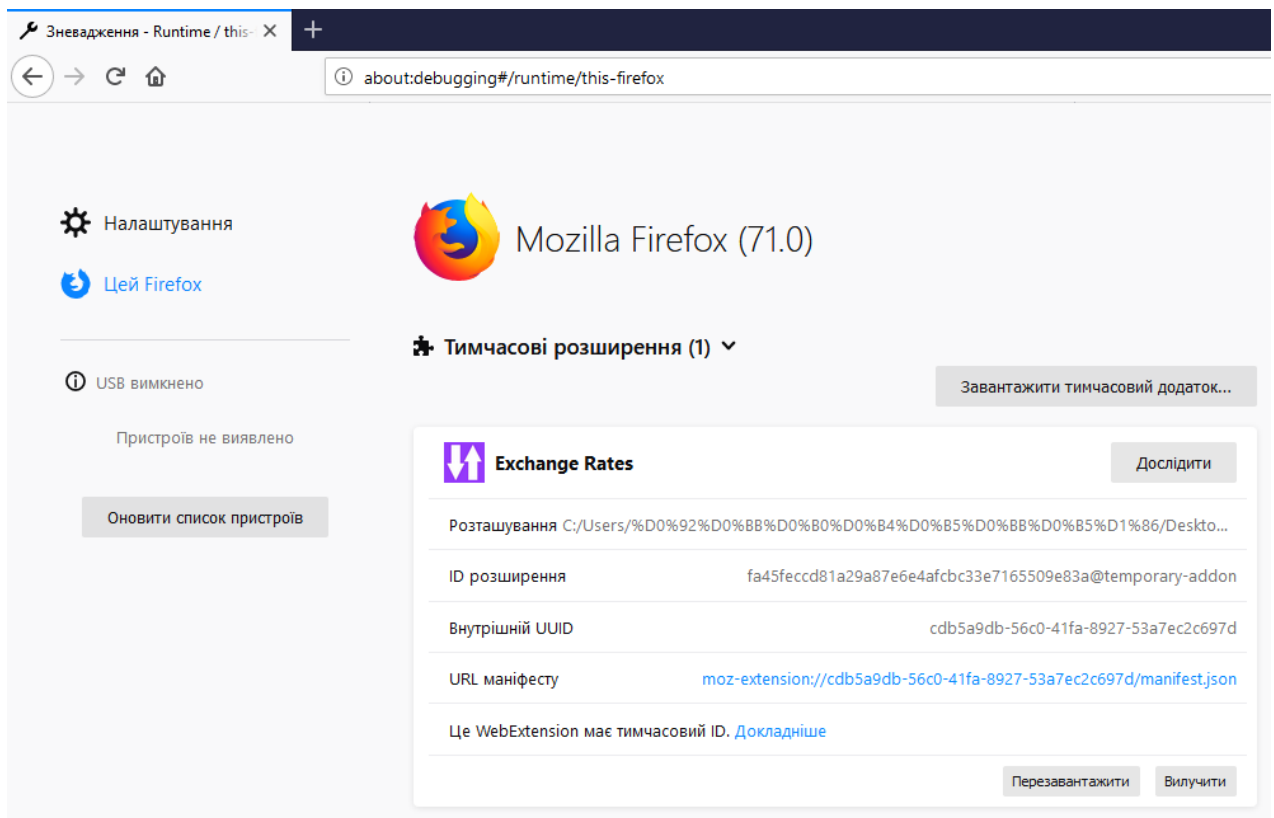 Зневадження - Runtime / this-
about:debugging#/runtime/this-firefox
Налаштування
Цей Firefox
USB вимкнено
Пристроїв не виявлено
Оновити список пристроїв
Mozilla Firefox (71.0)
Тимчасові розширення (1)
Завантажити тимчасовий додаток...
Exchange Rates
Дослідити
Розташування C:/Users/%D0%92%D0%BB%D0%B0%D0%B4%D0%B5%D0%BB%D0%B5%D1%86/Deskto...
ID розширення fa45feccd81a29a87e6e4afcbc33e7165509e83a@temporary-addon
Внутрішній UUID cdb5a9db-56c0-41fa-8927-53a7ec2c697d
URL маніфесту moz-extension://cdb5a9db-56c0-41fa-8927-53a7ec2c697d/manifest.json
Це WebExtension має тимчасовий ID. Докладніше
Перезавантажити Вилучити